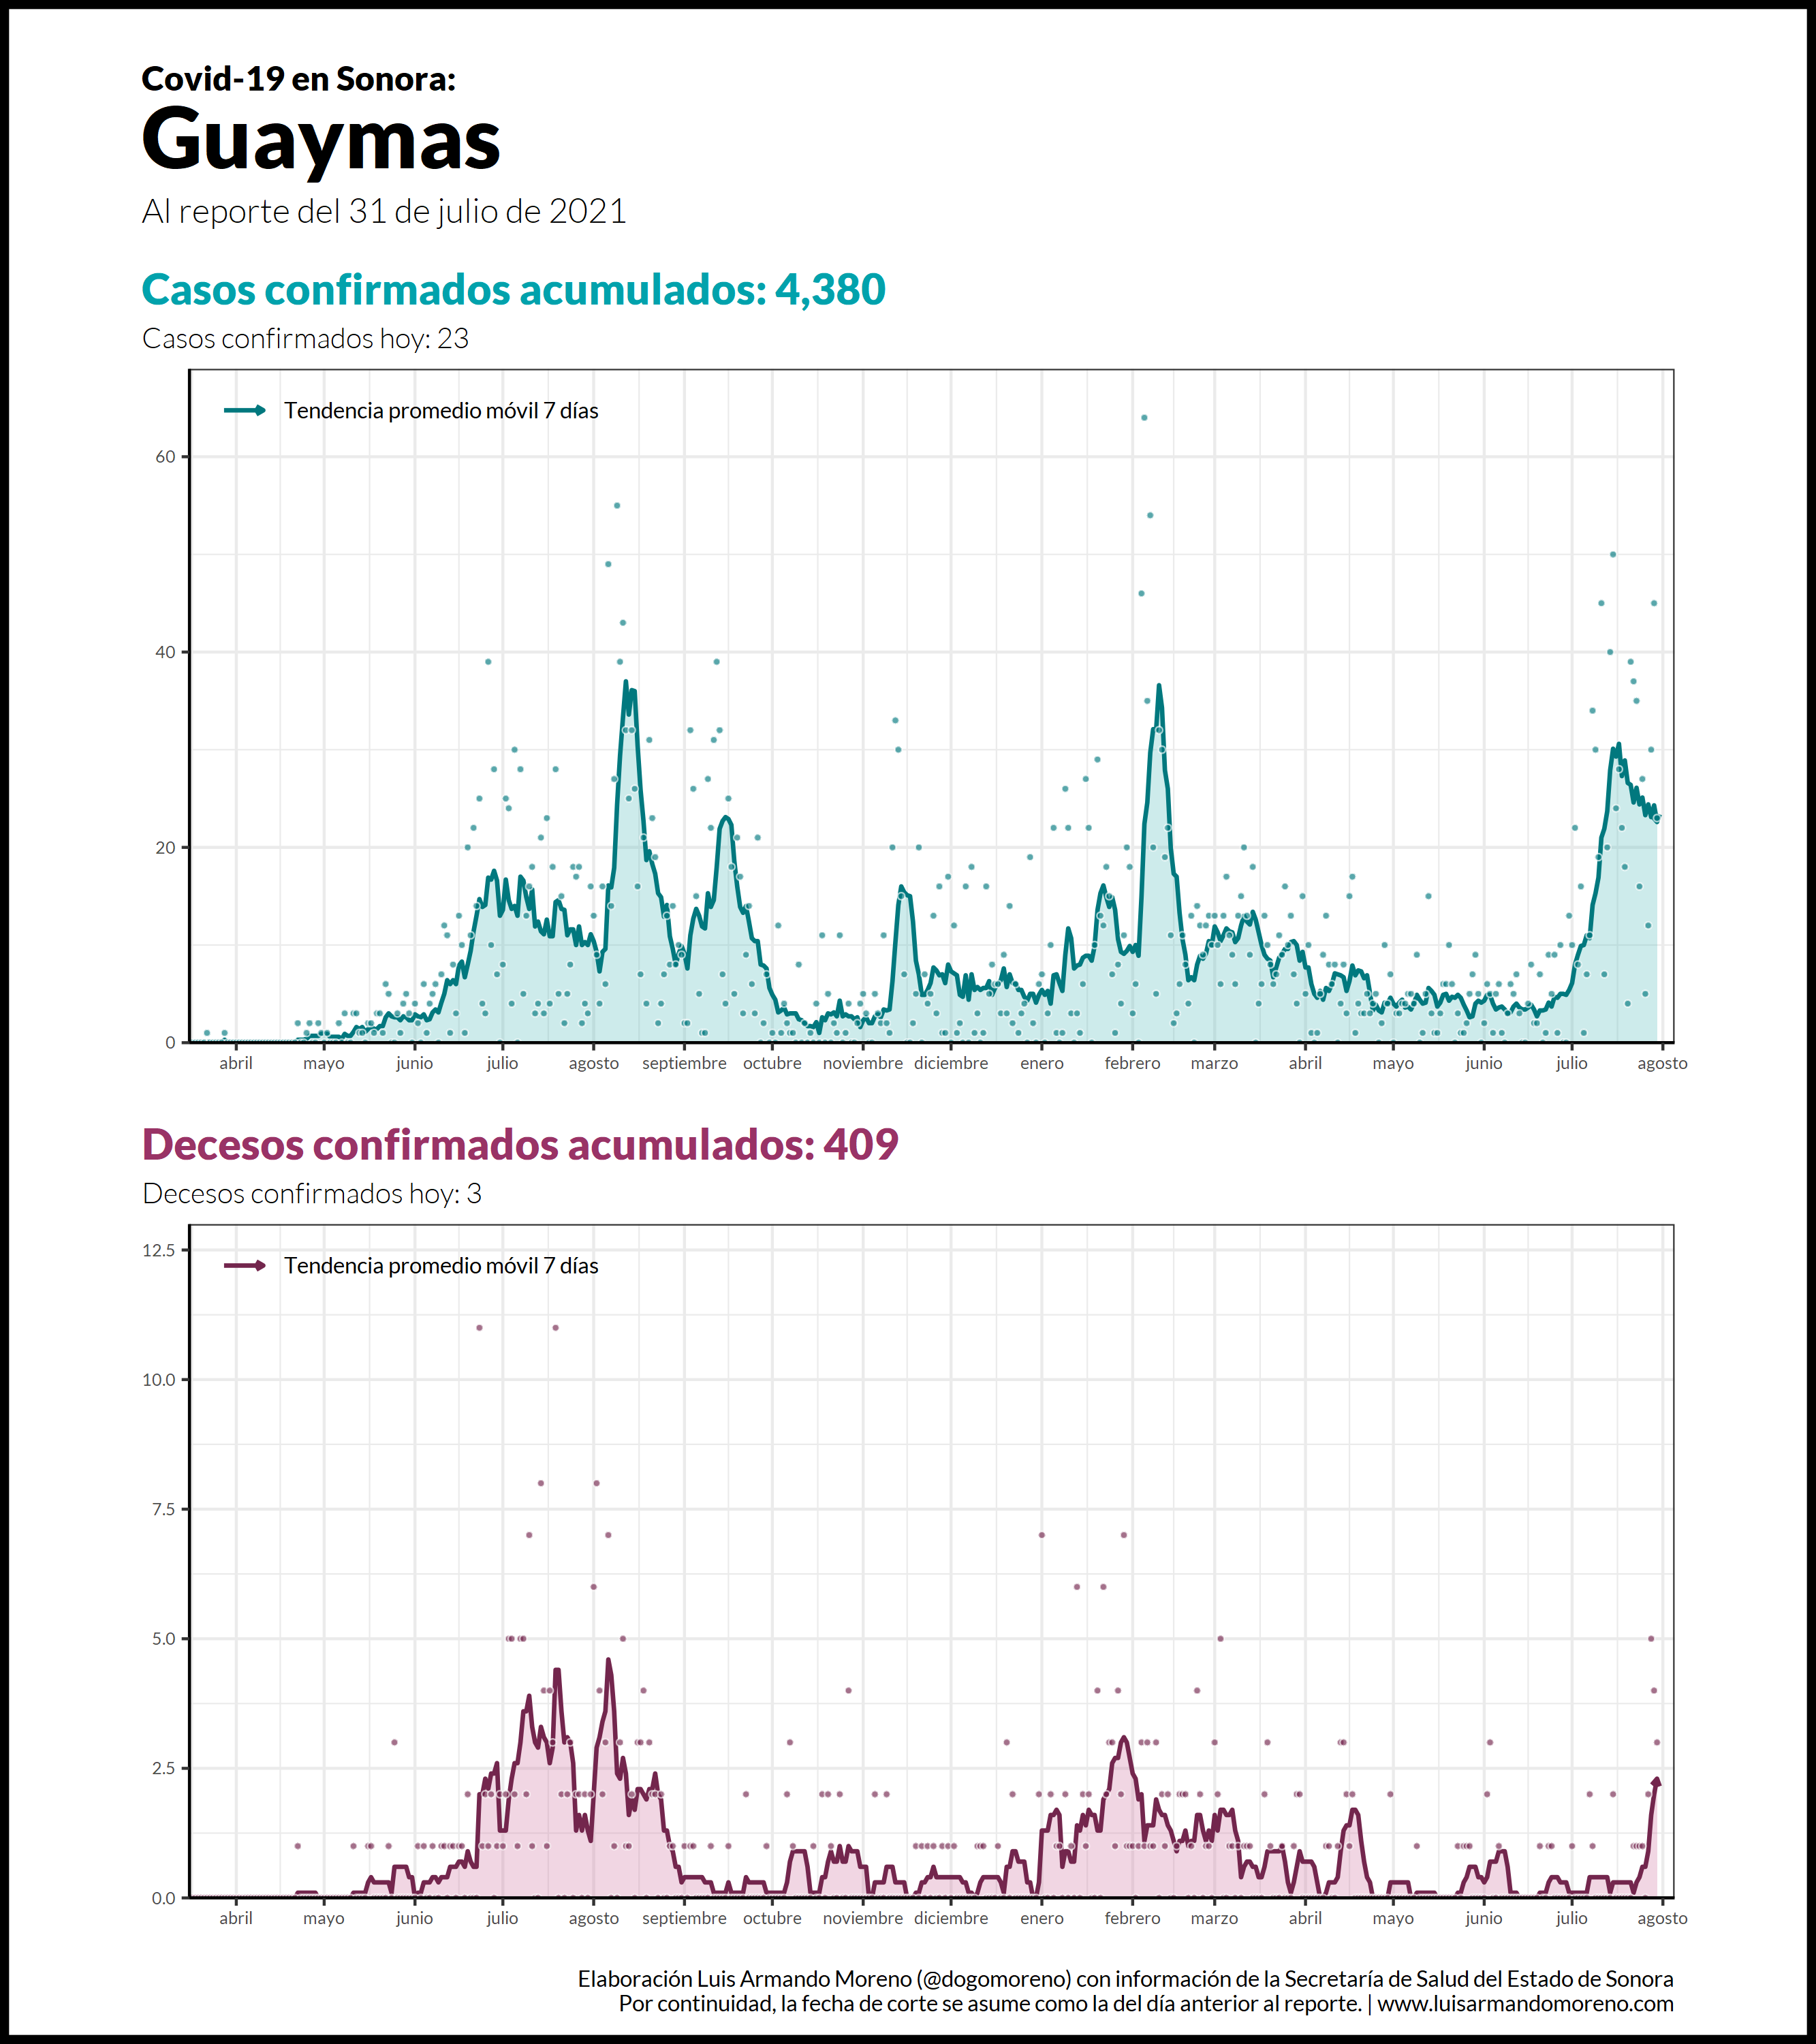 Covid-19 en Sonora:
Guaymas
Al reporte del 31 de julio de 2021
Casos confirmados acumulados: 4,380
Casos confirmados hoy: 23
Tendencia promedio móvil 7 días
60
40
20
0
abril mayo junio julio agosto septiembre octubre noviembre diciembre enero febrero marzo abril mayo junio julio agosto
Decesos confirmados acumulados: 409
Decesos confirmados hoy: 3
12.5
Tendencia promedio móvil 7 días
10.0
7.5
5.0
2.5
0.0
abril mayo junio julio agosto septiembre octubre noviembre diciembre enero febrero marzo abril mayo junio julio agosto
Elaboración Luis Armando Moreno (@dogomoreno) con información de la Secretaría de Salud del Estado de Sonora
Por continuidad, la fecha de corte se asume como la del día anterior al reporte. | www.luisarmandomoreno.com